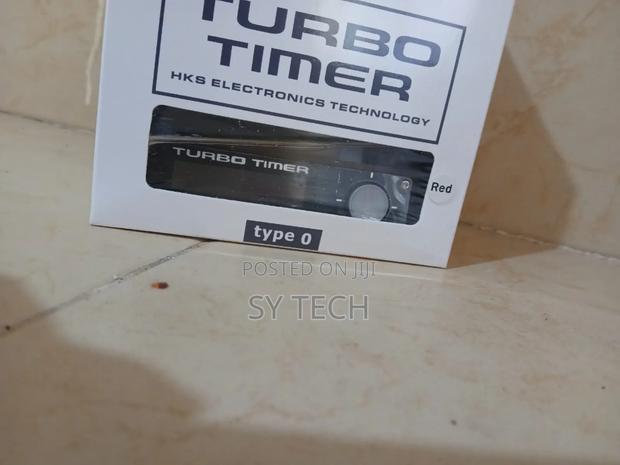 TURBO
TIMER
HKS ELECTRONICS TECHNOLOGY
TURBO TIMER
Red
type 0
POSTED ON JIJI
SY TECH